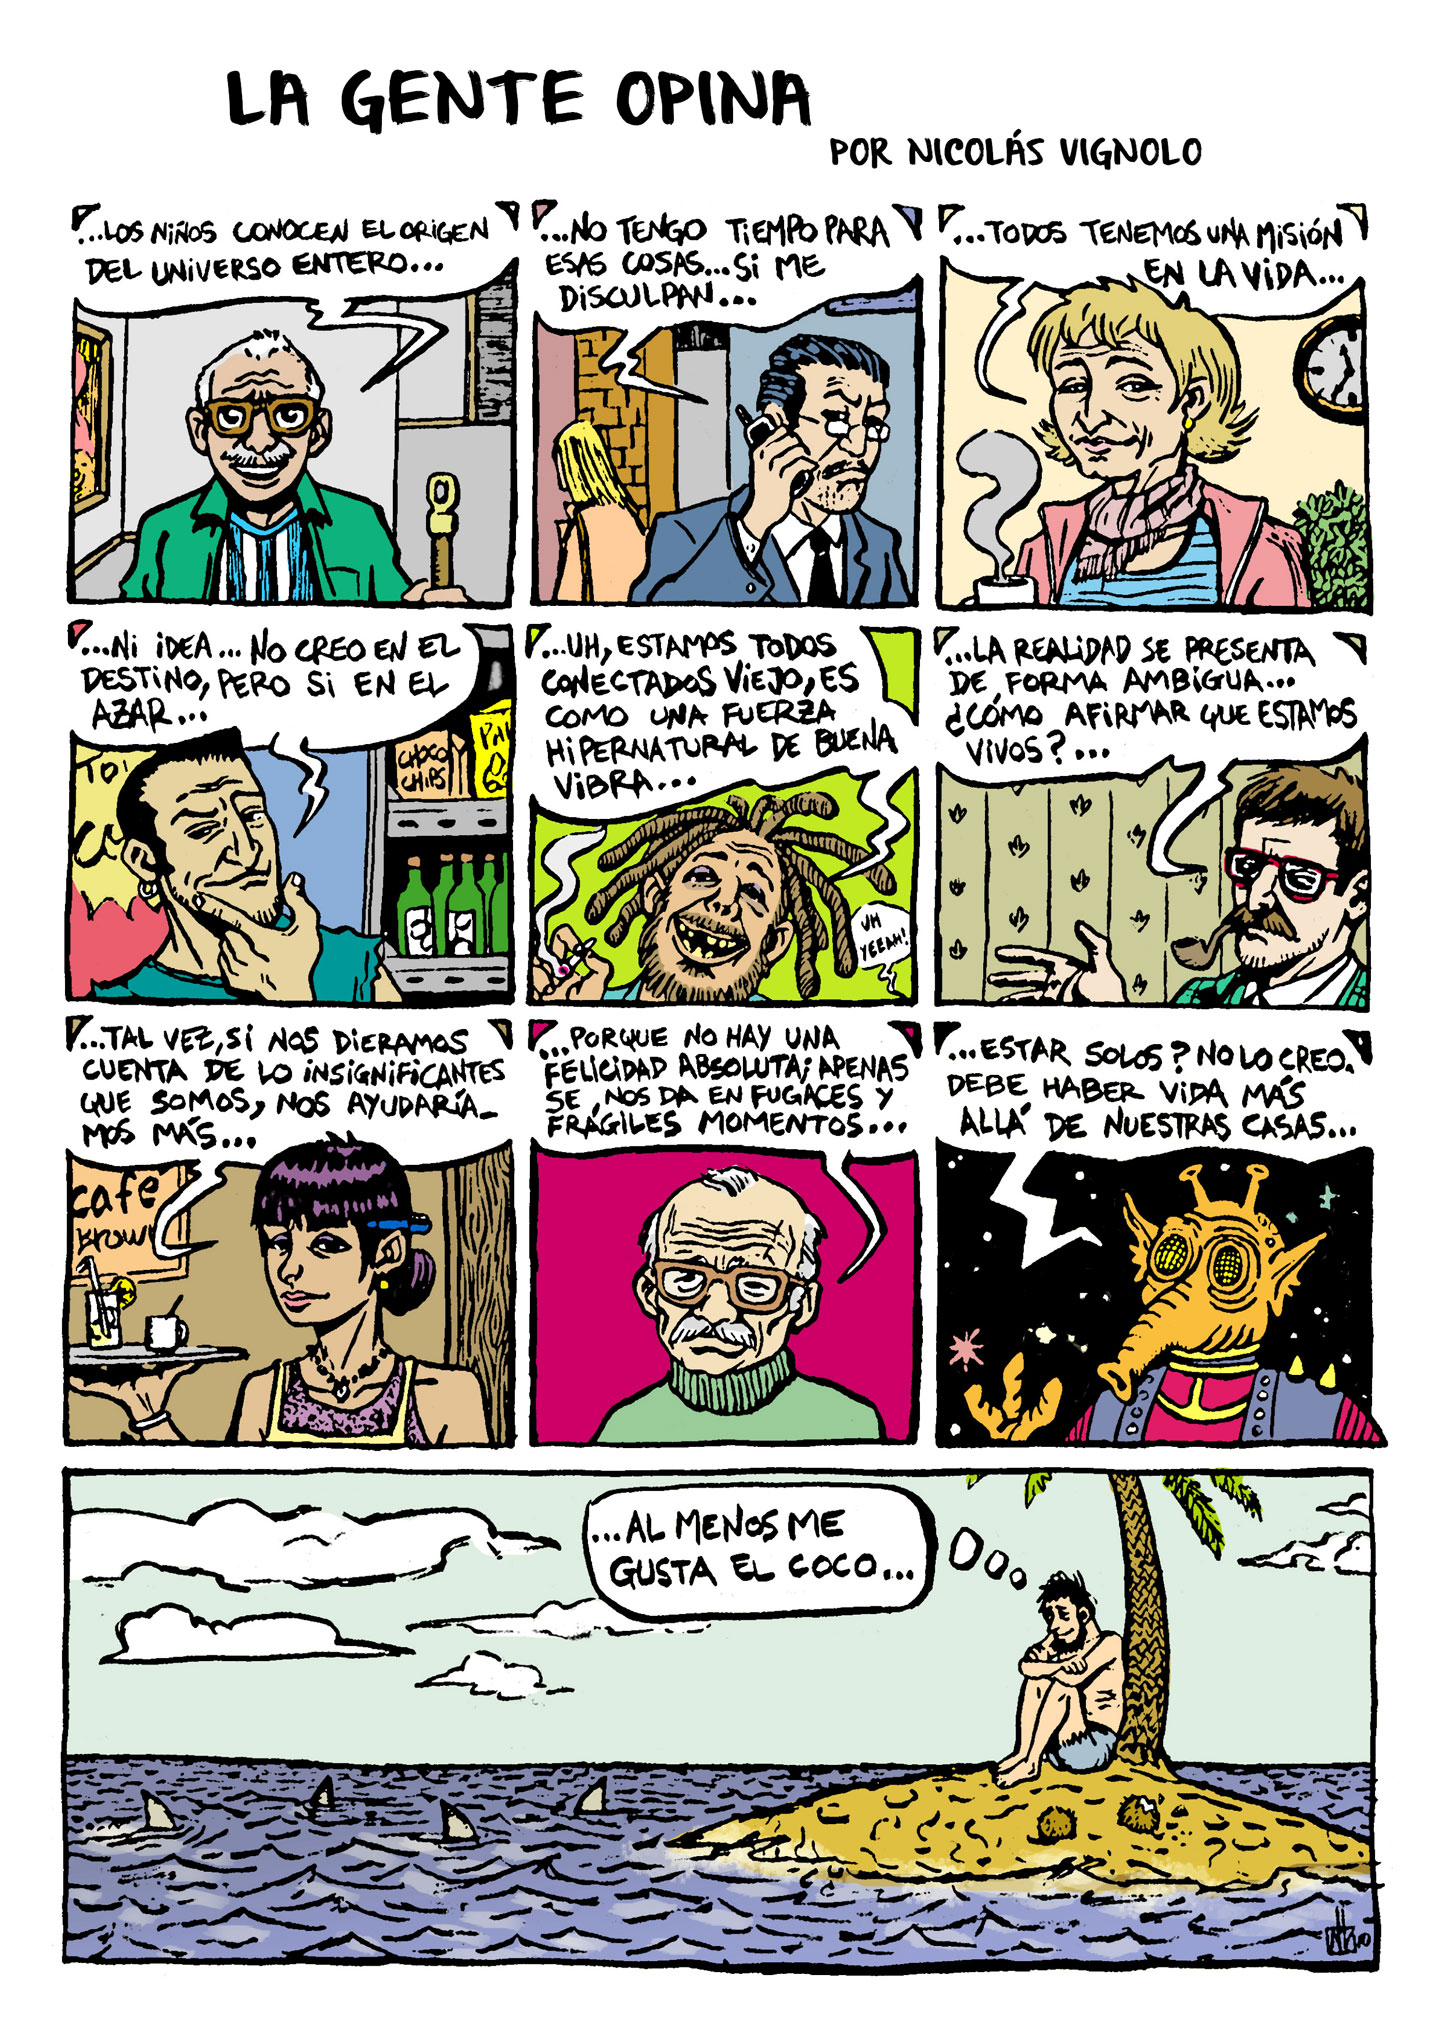 LA GENTE OPINA
POR NICOLÁS VIGNOLO
...LOS NIÑOS CONOCEN EL ORIGEN
DEL UNIVERSO ENTERO...
...NO TENGO TIEMPO PARA
ESAS COSAS...SI ME
DISCULPAN...
...TODOS TENEMOS UNA MISIÓN
EN LA VIDA...
...NI IDEA...NO CREO EN EL
DESTINO, PERO SI EN EL
AZAR...
CHOCO
CHIPS
...UH, ESTAMOS TODOS
CONECTADOS VIEJO, ES
COMO UNA FUERZA
HIPERNATURAL DE BUENA
VIBRA...
UH
YEEAH!
...LA REALIDAD SE PRESENTA
DE FORMA AMBIGUA...
¿CÓMO AFIRMAR QUE ESTAMOS
VIVOS?...
...TAL VEZ, SI NOS DIERAMOS
CUENTA DE LO INSIGNIFICANTES
QUE SOMOS, NOS AYUDARÍA-
MOS MÁS...
café
BROWN
...PORQUE NO HAY UNA
FELICIDAD ABSOLUTA; APENAS
SE NOS DA EN FUGACES Y
FRÁGILES MOMENTOS...
...ESTAR SOLOS? NO LO CREO.
DEBE HABER VIDA MÁS
ALLÁ DE NUESTRAS CASAS...
...AL MENOS ME
GUSTA EL COCO...